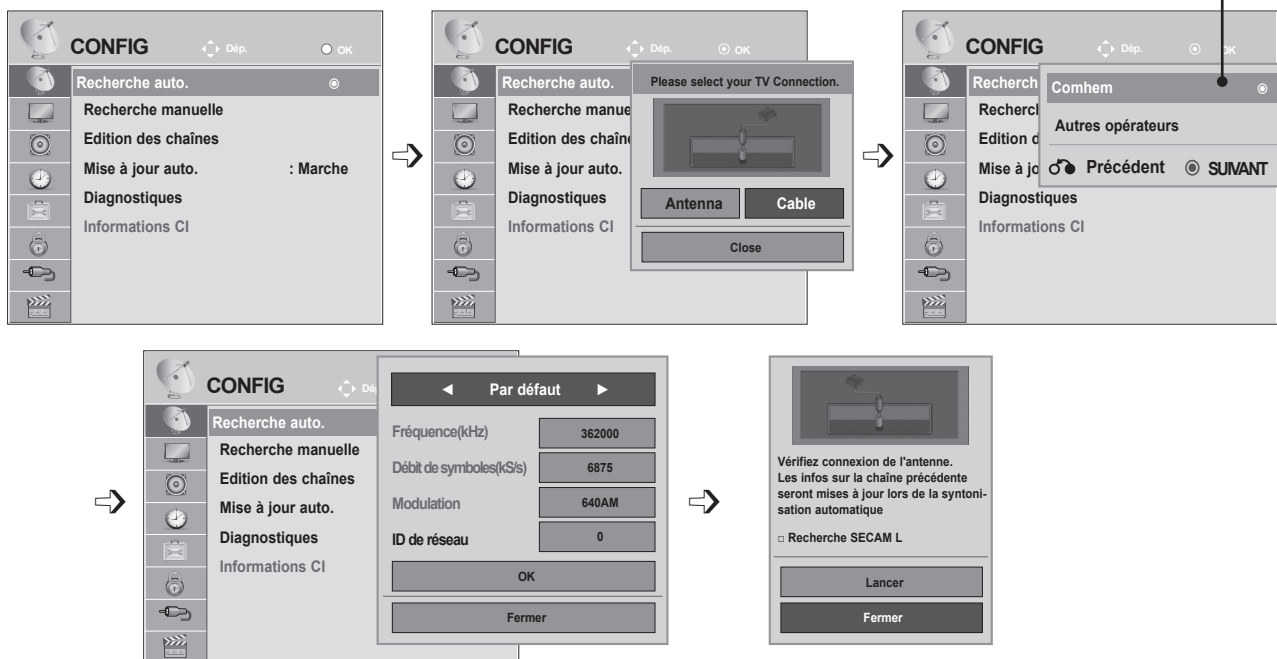 CONFIG Dép. OK
Recherche auto.
Recherche manuelle
Edition des chaînes
Mise à jour auto. : Marche
Diagnostiques
Informations CI
CONFIG Dép. OK
Recherche auto.
Recherche manue
Edition des chaîne
Mise à jour auto.
Diagnostiques
Informations CI
Please select your TV Connection.
Antenna Cable
Close
CONFIG Dép. OK
Recherch
Recherc
Edition d
Mise à jo
Diagnostiques
Informations CI
Comhem
Autres opérateurs
Précédent SUIVANT
CONFIG Dé
Recherche auto.
Recherche manuelle
Edition des chaînes
Mise à jour auto.
Diagnostiques
Informations CI
◄ Par défaut ►
Fréquence(kHz) 362000
Débit de symboles(kS/s) 6875
Modulation 640AM
ID de réseau 0
OK
Fermer
Vérifiez connexion de l'antenne.
Les infos sur la chaîne précédente
seront mises à jour lors de la syntoni-
sation automatique
□ Recherche SECAM L
Lancer
Fermer